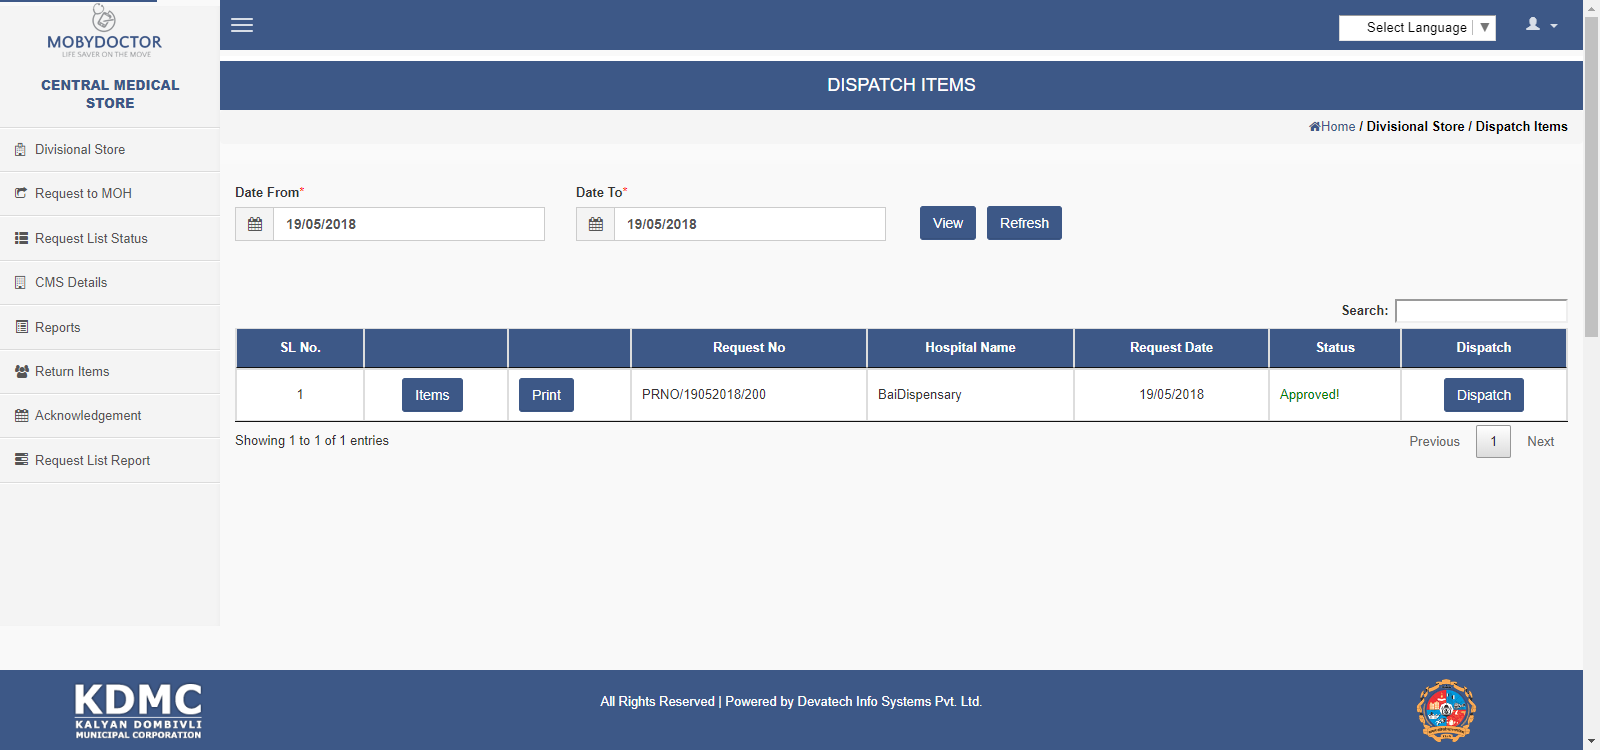 MOBYDOCTOR
LIFE SAVER ON THE MOVE
CENTRAL MEDICAL
STORE
Divisional Store
Request to MOH
Request List Status
CMS Details
Reports
Return Items
Acknowledgement
Request List Report
Select Language
DISPATCH ITEMS
Home / Divisional Store / Dispatch Items
Date From* Date To*
19/05/2018 19/05/2018 View Refresh
Search:
SL No. Request No Hospital Name Request Date Status Dispatch
1 Items Print PRNO/19052018/200 BaiDispensary 19/05/2018 Approved! Dispatch
Showing 1 to 1 of 1 entries Previous 1 Next
KDMC
KALYAN DOMBIVLI
MUNICIPAL CORPORATION
All Rights Reserved | Powered by Devatech Info Systems Pvt. Ltd.